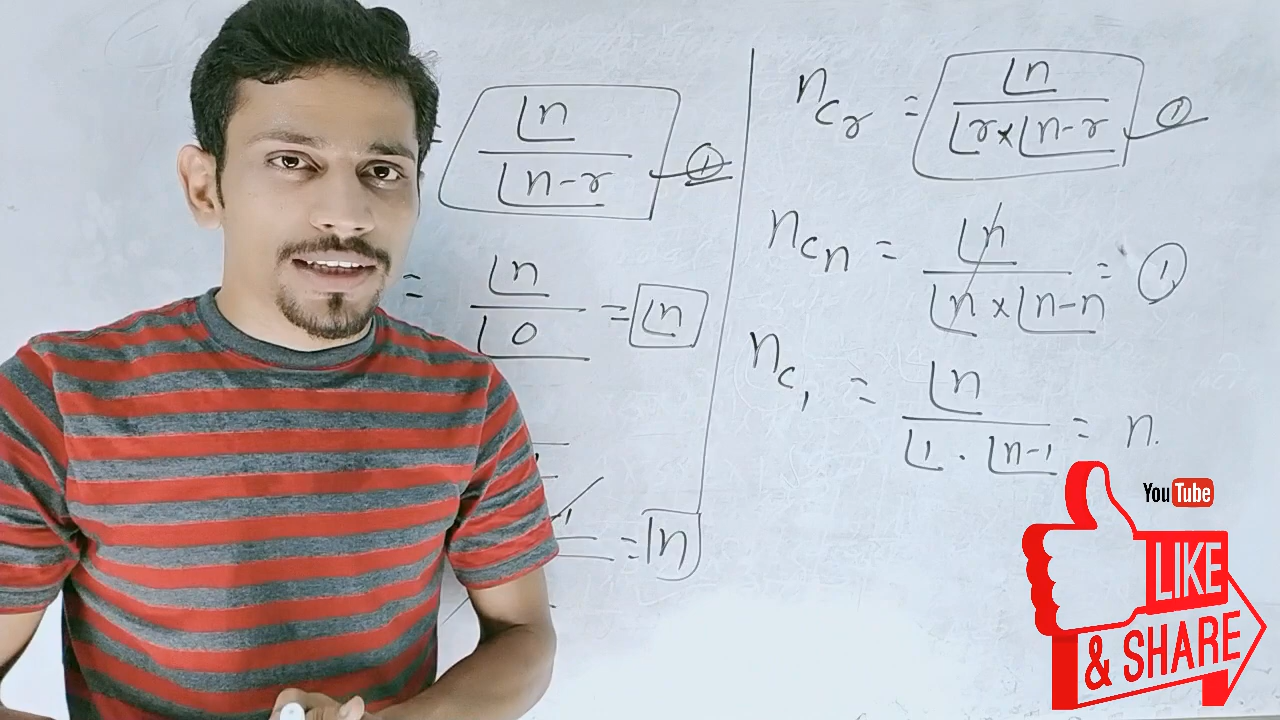 = ⌊n / ⌊n-r ①
= ⌊n / ⌊0 = ⌊n
= ⌊n
nCr = ⌊n / ⌊r×⌊n-r ①
nCn = ⌊n / ⌊n×⌊n-n = ①
nC1 = ⌊n / ⌊1 . ⌊n-1 = n.
YouTube
LIKE
& SHARE